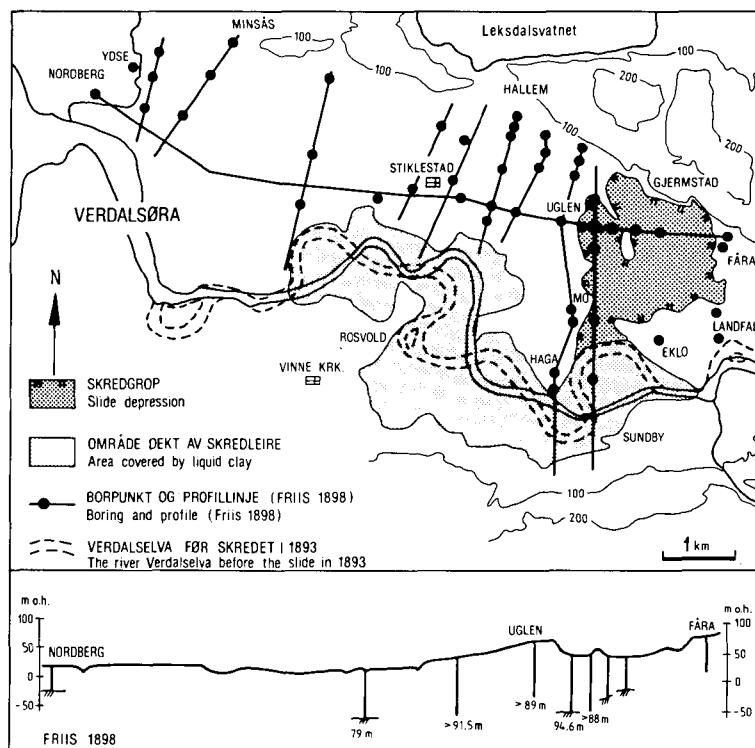 MINSÅS
Leksdalsvatnet
100
100
YDSE
200
NORDBERG
HALLEM
100
200
STIKLESTAD
GJERMSTAD
UGLEN
VERDALSØRA
FÅRA
N
MO
LANDFALL
ROSVOLD
HAGA
EKLO
VINNE KRK.
SKREDGROP
Slide depression
SUNDBY
OMRÅDE DEKT AV SKREDLEIRE
Area covered by liquid clay
BORPUNKT OG PROFILLINJE (FRIIS 1898)
Boring and profile (Friis 1898)
100
200
VERDALSELVA FØR SKREDET I 1893
The river Verdalselva before the slide in 1893
1 km
m o.h.
100
50
0
-50
NORDBERG
UGLEN
FÅRA
m o.h.
100
50
0
-50
79 m
>91.5 m
>89 m
94.6 m
>88 m
FRIIS 1898